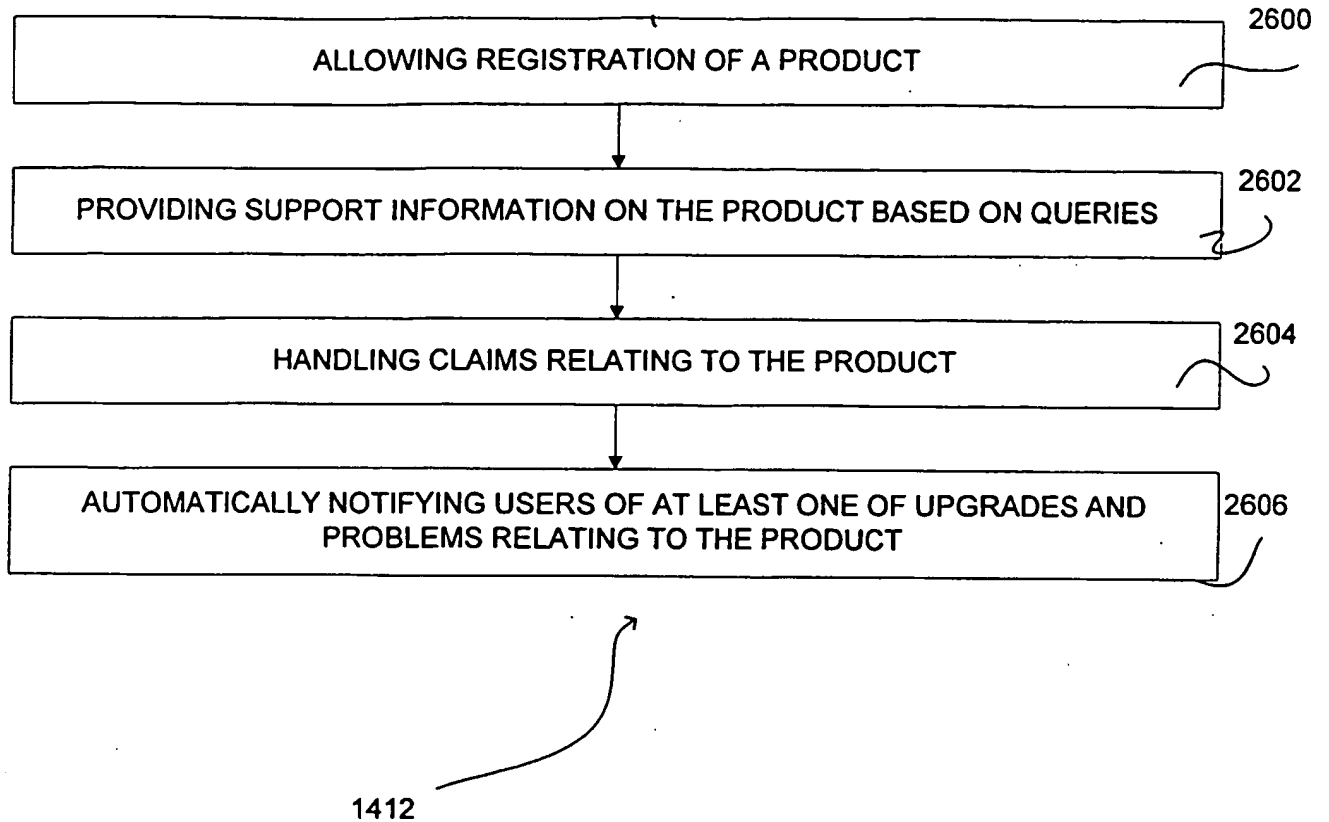 2600
ALLOWING REGISTRATION OF A PRODUCT
2602
PROVIDING SUPPORT INFORMATION ON THE PRODUCT BASED ON QUERIES
2604
HANDLING CLAIMS RELATING TO THE PRODUCT
2606
AUTOMATICALLY NOTIFYING USERS OF AT LEAST ONE OF UPGRADES AND
PROBLEMS RELATING TO THE PRODUCT
1412